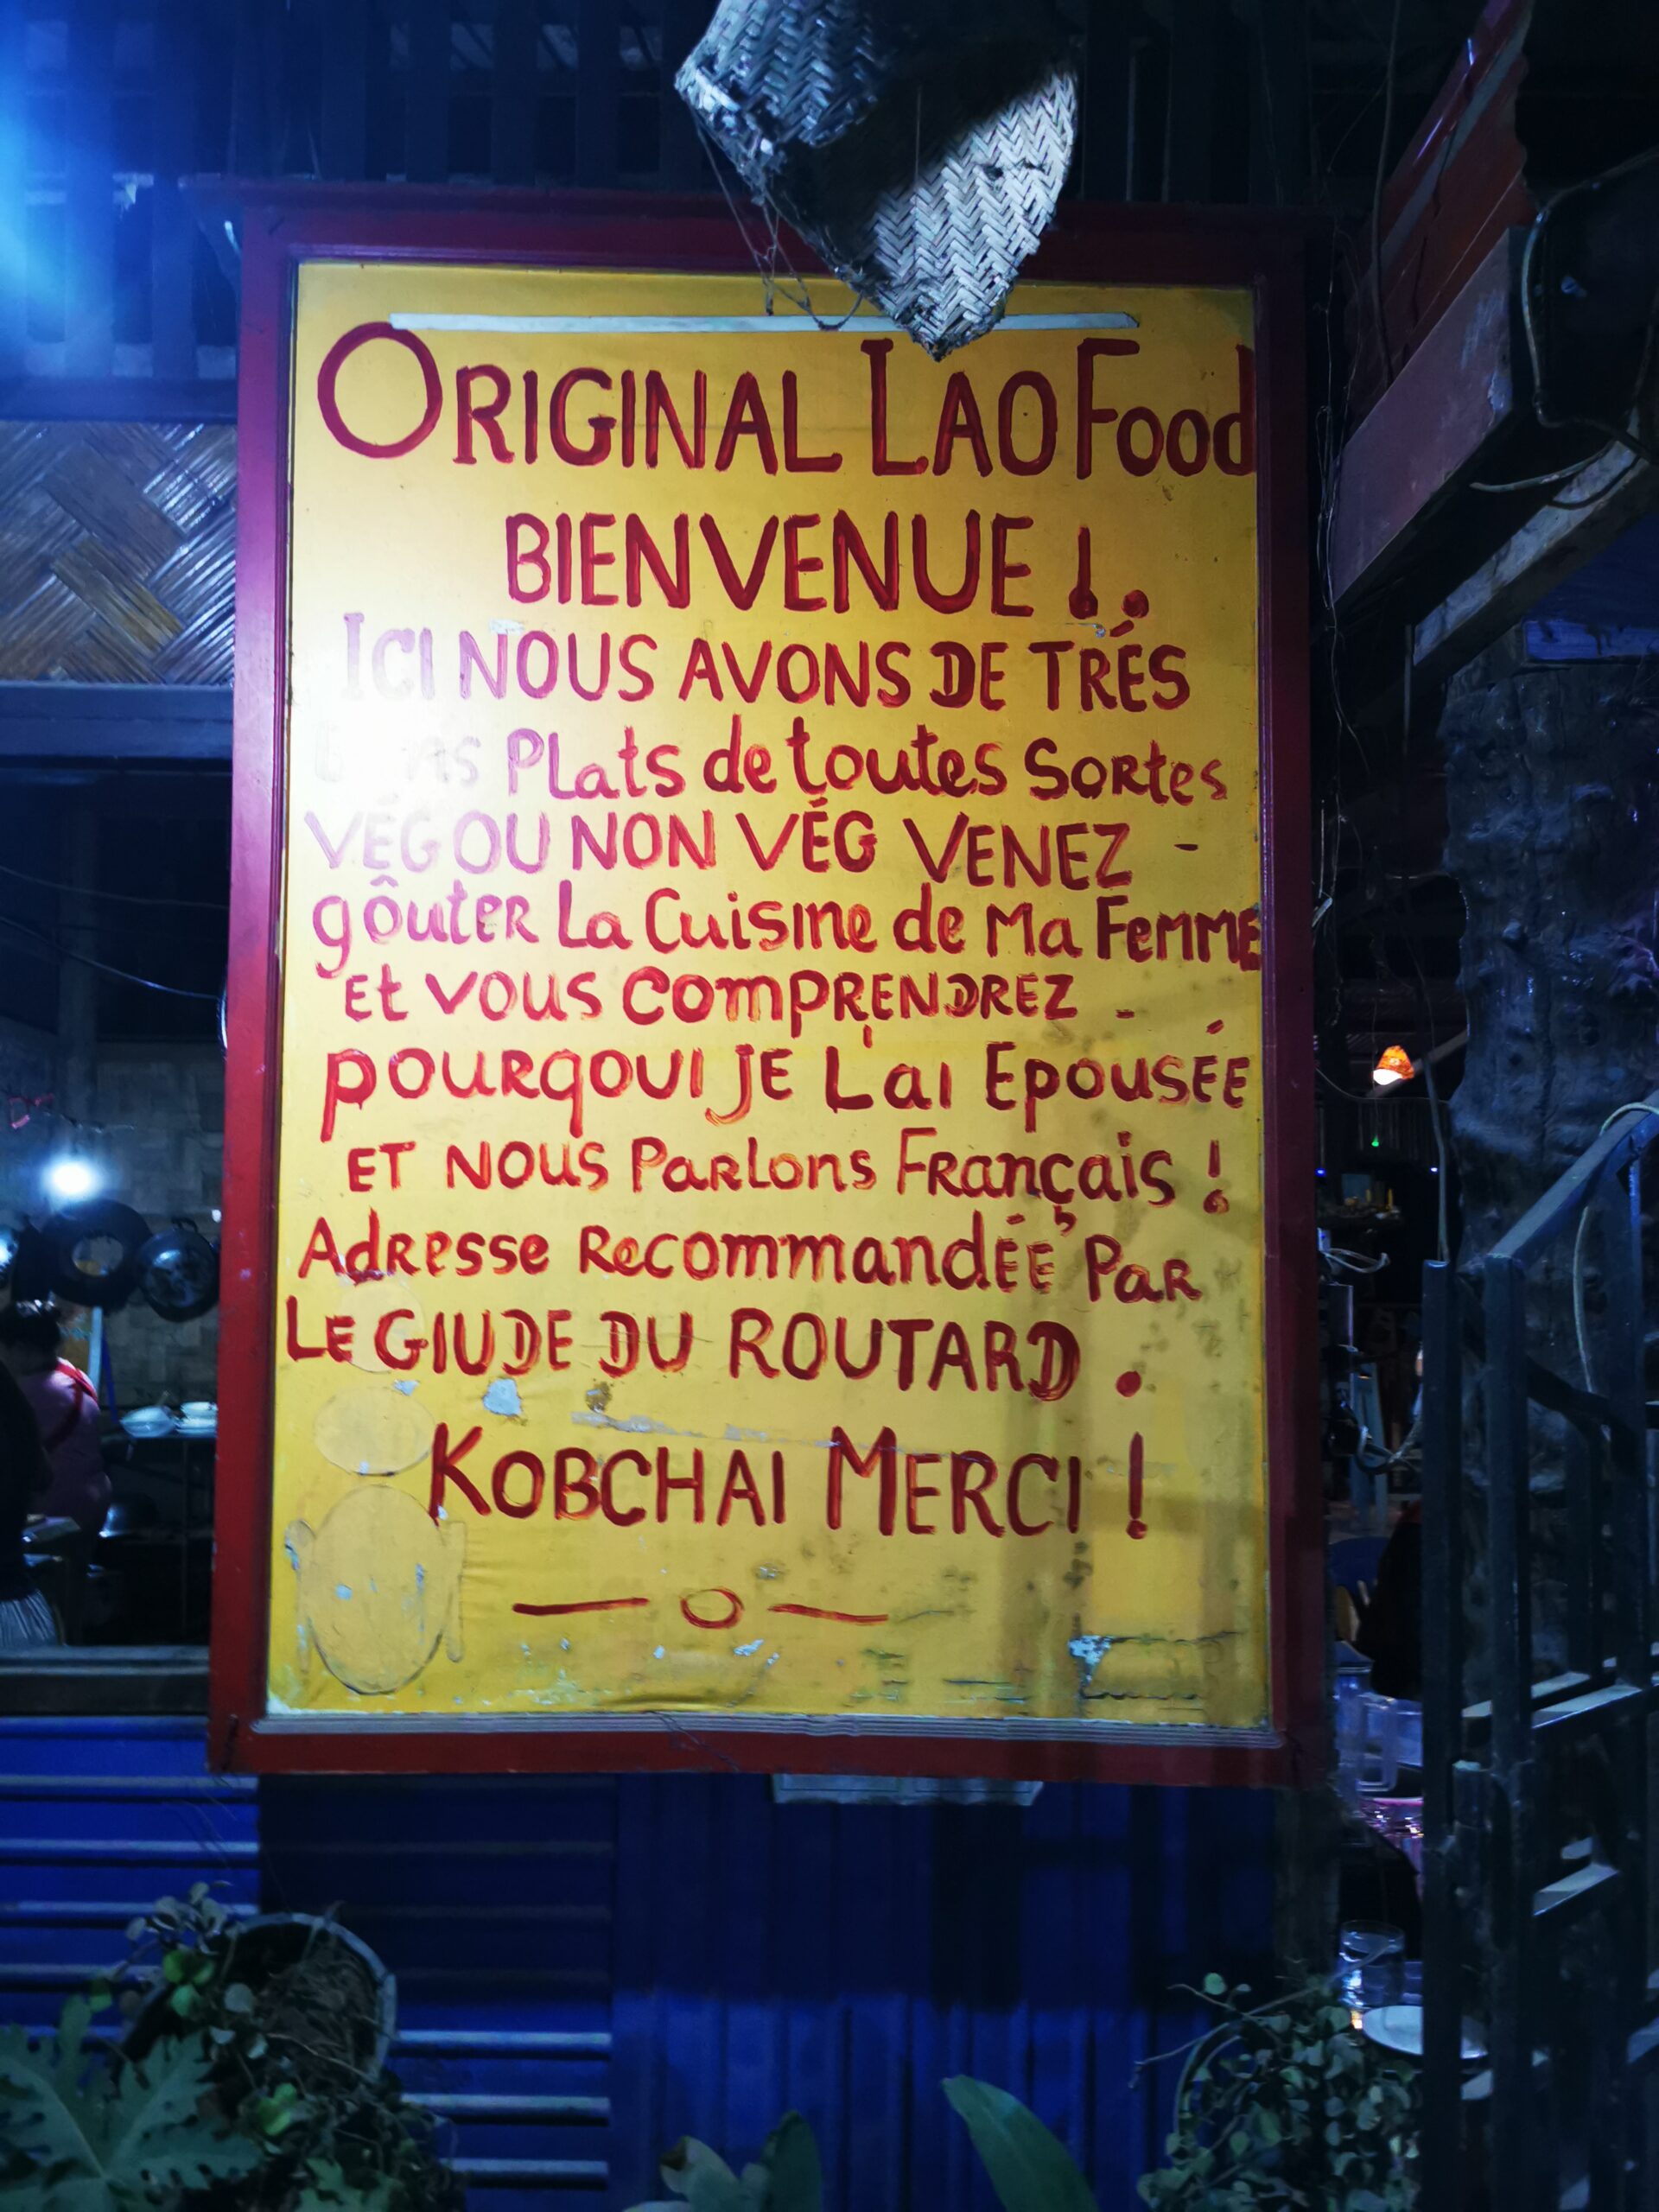 ORIGINAL LAO Food
BIENVENUE !.
ICI NOUS AVONS DE TRÉS
Plats de toutes Sortes
VÉG OU NON VÉG VENEZ -
gôuter La Cuisine de Ma Femme
et vous comprendrez -
pourqoui je L'ai Epousée
et nous Parlons Français !
Adresse Recommandée Par
LE GIUDE DU ROUTARD .
KOBCHAI MERCI !